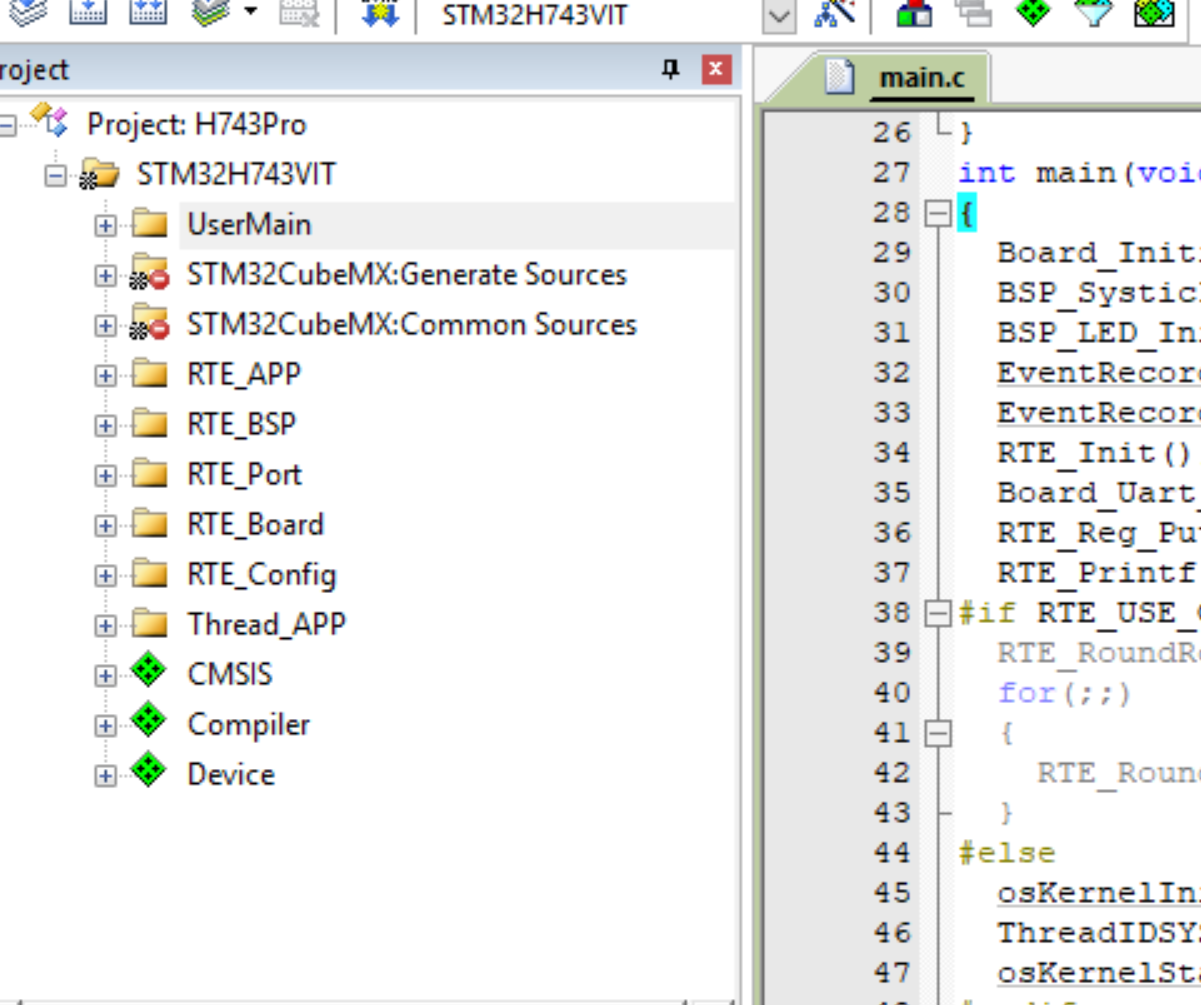 STM32H743VIT
roject
Project: H743Pro
STM32H743VIT
UserMain
STM32CubeMX:Generate Sources
STM32CubeMX:Common Sources
RTE_APP
RTE_BSP
RTE_Port
RTE_Board
RTE_Config
Thread_APP
CMSIS
Compiler
Device
main.c
26 }
27 int main(voi
28 {
29 Board_Init
30 BSP_Systic
31 BSP_LED_In
32 EventRecor
33 EventRecor
34 RTE_Init()
35 Board_Uart_
36 RTE_Reg_Pu
37 RTE_Printf
38 #if RTE_USE_
39 RTE_RoundR
40 for(;;)
41 {
42 RTE_Roun
43 }
44 #else
45 osKernelIn
46 ThreadIDSY
47 osKernelSt